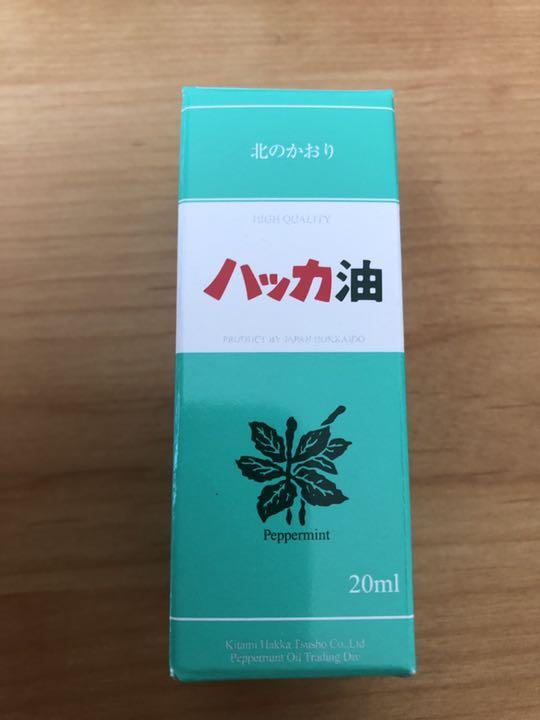 北のかおり
HIGH QUALITY
ハッカ油
PRODUCT BY JAPAN HOKKAIDO
Peppermint
20ml
Kitami Hakka Tsusho Co.,Ltd
Peppermint Oil Trading Div